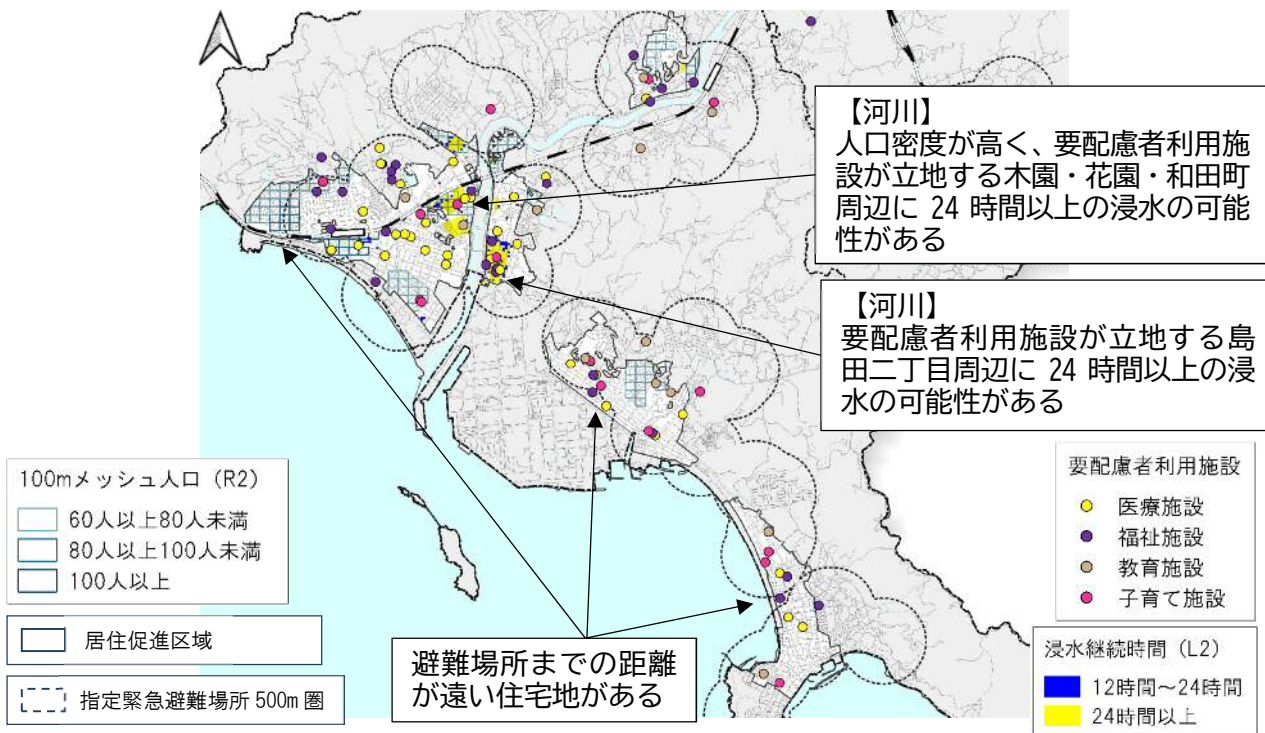 【河川】
人口密度が高く、要配慮者利用施
設が立地する木園・花園・和田町
周辺に 24 時間以上の浸水の可能
性がある
【河川】
要配慮者利用施設が立地する島
田二丁目周辺に 24 時間以上の浸
水の可能性がある
避難場所までの距離
が遠い住宅地がある
100mメッシュ人口（R2）
60人以上80人未満
80人以上100人未満
100人以上
居住促進区域
指定緊急避難場所 500m 圏
要配慮者利用施設
医療施設
福祉施設
教育施設
子育て施設
浸水継続時間（L2）
12時間～24時間
24時間以上